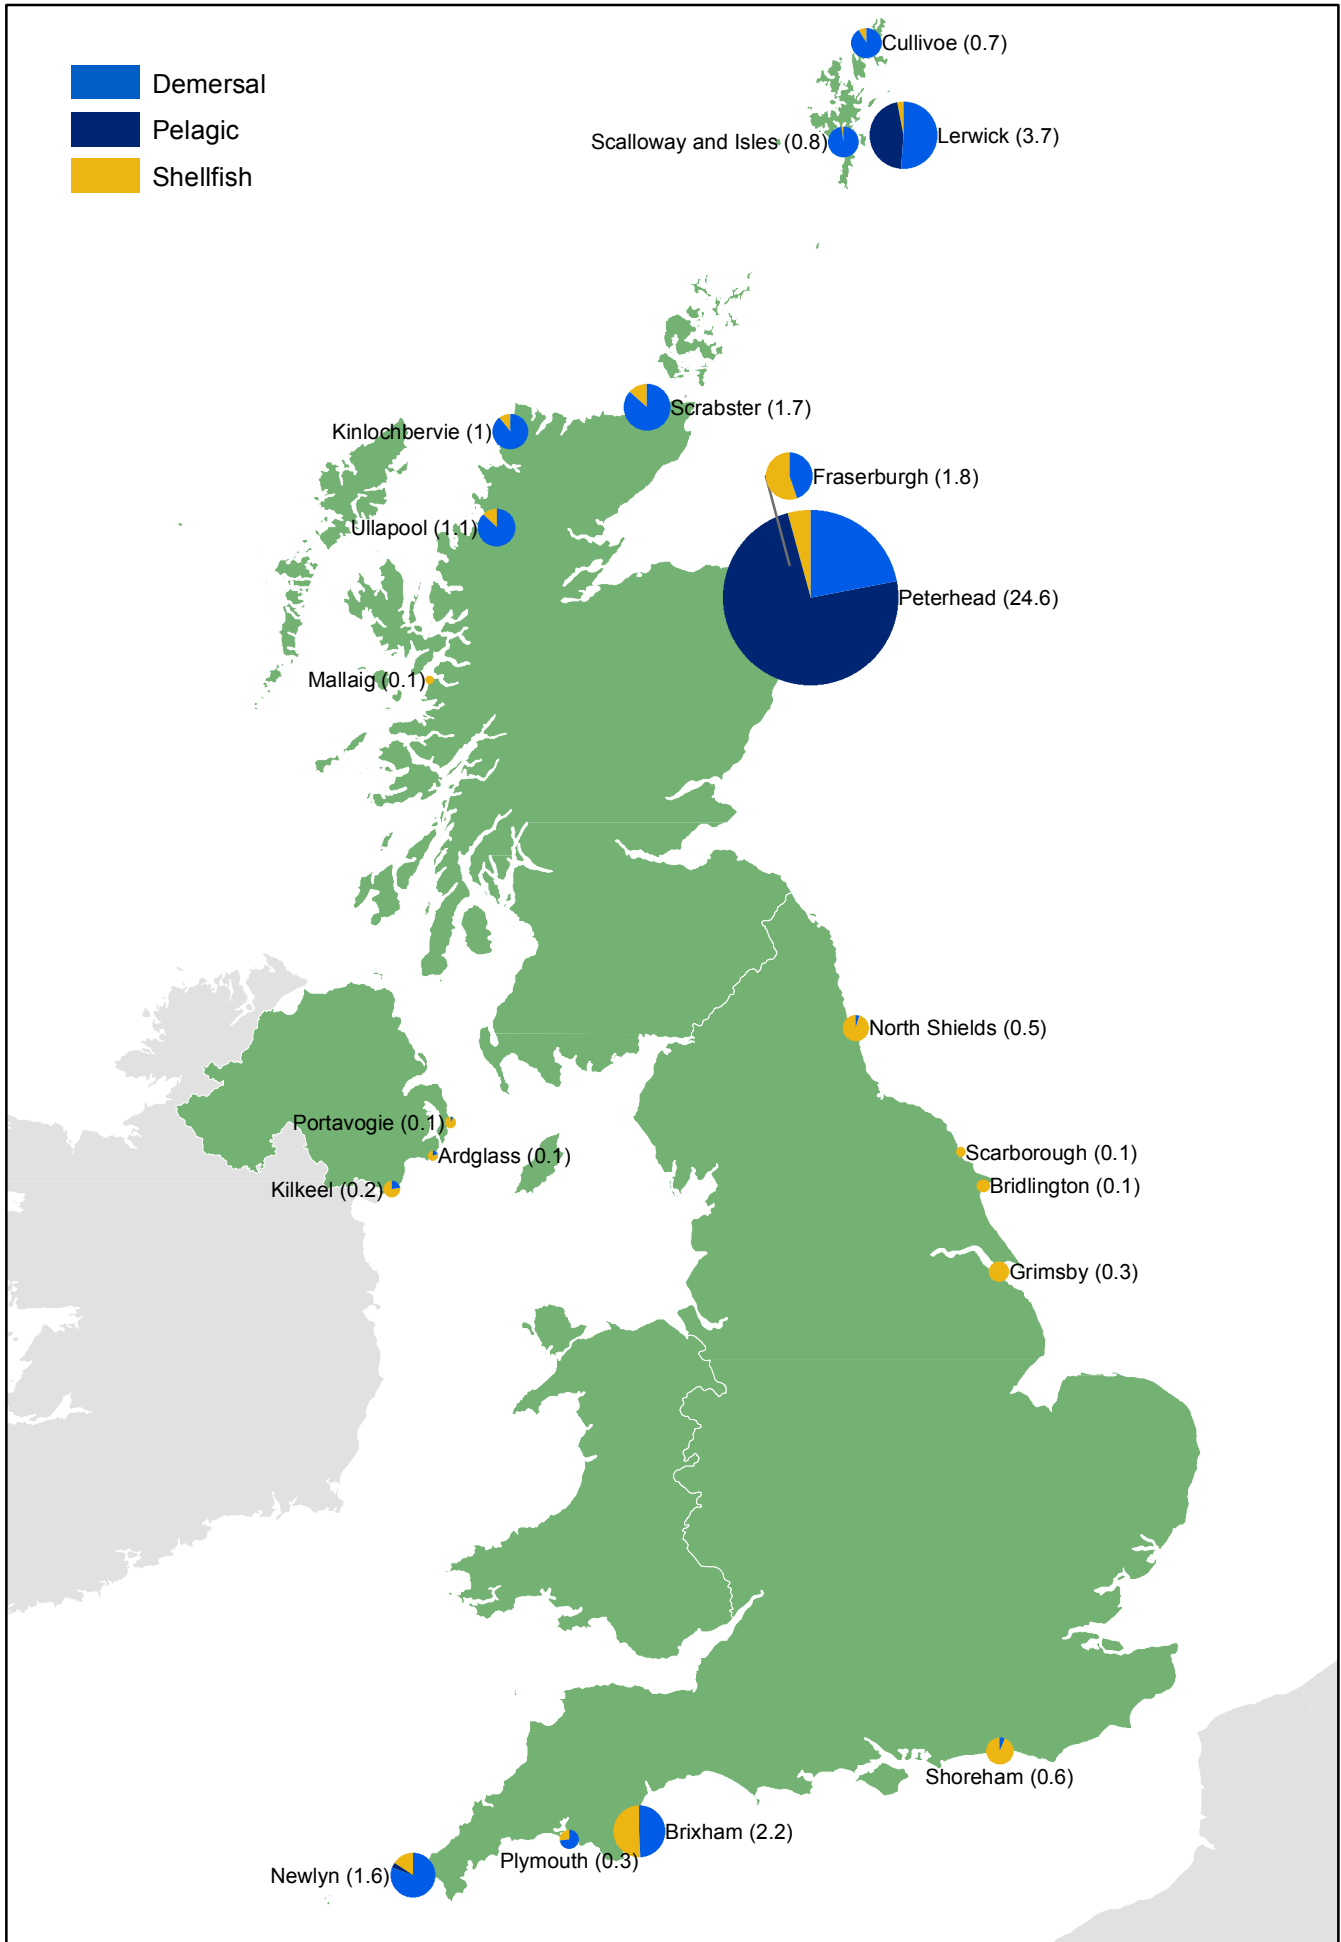 Demersal
Pelagic
Shellfish
Cullivoe (0.7)
Scalloway and Isles (0.8)
Lerwick (3.7)
Scrabster (1.7)
Kinlochbervie (1)
Fraserburgh (1.8)
Ullapool (1.1)
Peterhead (24.6)
Mallaig (0.1)
North Shields (0.5)
Portavogie (0.1)
Ardglass (0.1)
Scarborough (0.1)
Kilkeel (0.2)
Bridlington (0.1)
Grimsby (0.3)
Shoreham (0.6)
Brixham (2.2)
Plymouth (0.3)
Newlyn (1.6)